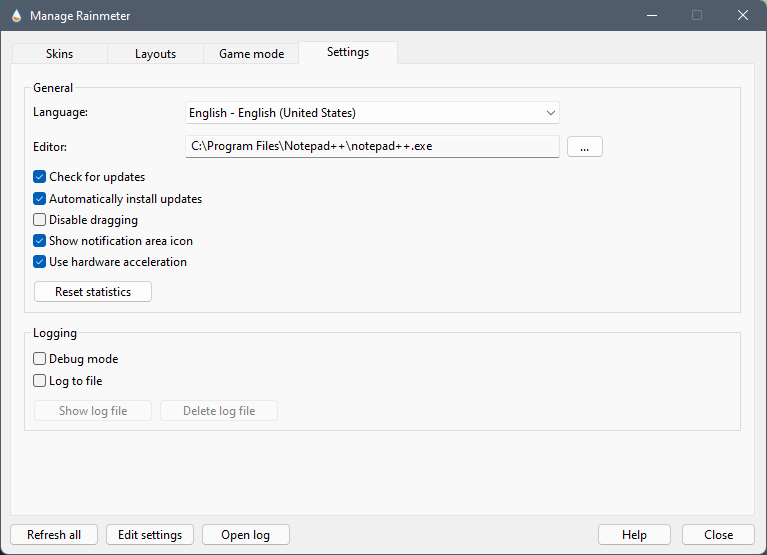 Manage Rainmeter
Skins Layouts Game mode Settings
General
Language: English - English (United States)
Editor: C:\Program Files\Notepad++\notepad++.exe ...
Check for updates
Automatically install updates
Disable dragging
Show notification area icon
Use hardware acceleration
Reset statistics
Logging
Debug mode
Log to file
Show log file Delete log file
Refresh all Edit settings Open log Help Close